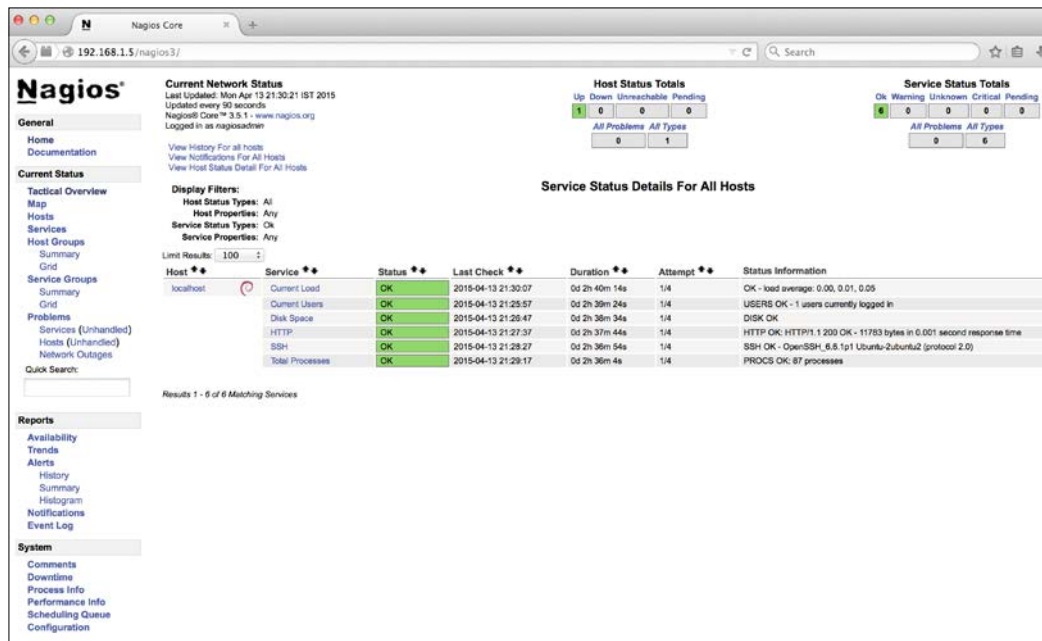 Nagios Core
192.168.1.5/nagios3/
Search
Nagios®
General
Home
Documentation
Current Status
Tactical Overview
Map
Hosts
Services
Host Groups
Summary
Grid
Service Groups
Summary
Grid
Problems
Services (Unhandled)
Hosts (Unhandled)
Network Outages
Quick Search:
Reports
Availability
Trends
Alerts
History
Summary
Histogram
Notifications
Event Log
System
Comments
Downtime
Process Info
Performance Info
Scheduling Queue
Configuration
Current Network Status
Last Updated: Mon Apr 13 21:30:21 IST 2015
Updated every 90 seconds
Nagios® Core™ 3.5.1 - www.nagios.org
Logged in as nagiosadmin
View History For all hosts
View Notifications For All Hosts
View Host Status Detail For All Hosts
Host Status Totals
Up Down Unreachable Pending
1 0 0 0
All Problems All Types
0 1
Service Status Totals
Ok Warning Unknown Critical Pending
6 0 0 0 0
All Problems All Types
0 6
Display Filters:
Host Status Types: All
Host Properties: Any
Service Status Types: Ok
Service Properties: Any
Service Status Details For All Hosts
Limit Results: 100
Host Service Status Last Check Duration Attempt Status Information
localhost Current Load OK 2015-04-13 21:30:07 0d 2h 40m 14s 1/4 OK - load average: 0.00, 0.01, 0.05
Current Users OK 2015-04-13 21:25:57 0d 2h 39m 24s 1/4 USERS OK - 1 users currently logged in
Disk Space OK 2015-04-13 21:26:47 0d 2h 38m 34s 1/4 DISK OK
HTTP OK 2015-04-13 21:27:37 0d 2h 37m 44s 1/4 HTTP OK: HTTP/1.1 200 OK - 11783 bytes in 0.001 second response time
SSH OK 2015-04-13 21:28:27 0d 2h 36m 54s 1/4 SSH OK - OpenSSH_6.6.1p1 Ubuntu-2ubuntu2 (protocol 2.0)
Total Processes OK 2015-04-13 21:29:17 0d 2h 36m 4s 1/4 PROCS OK: 87 processes
Results 1 - 6 of 6 Matching Services